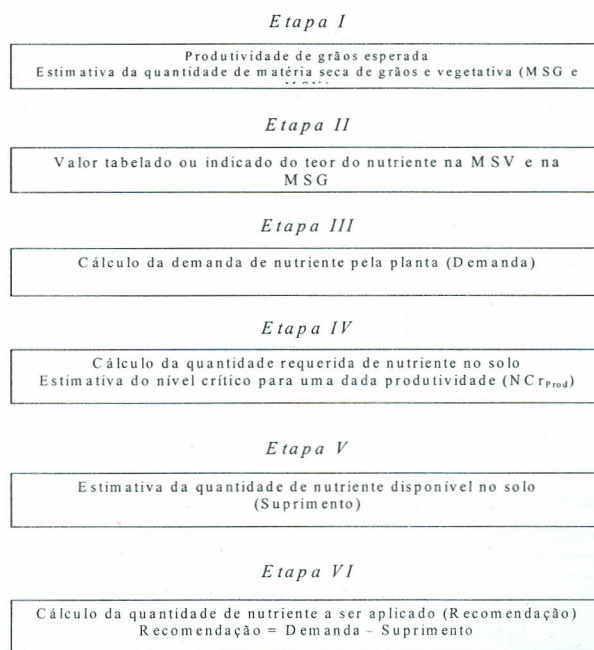 Etapa I
Produtividade de grãos esperada
Estimativa da quantidade de matéria seca de grãos e vegetativa (MSG e
Etapa II
Valor tabelado ou indicado do teor do nutriente na MSV e na
MSG
Etapa III
Cálculo da demanda de nutriente pela planta (Demanda)
Etapa IV
Cálculo da quantidade requerida de nutriente no solo
Estimativa do nível crítico para uma dada produtividade (NCrProd)
Etapa V
Estimativa da quantidade de nutriente disponível no solo
(Suprimento)
Etapa VI
Cálculo da quantidade de nutriente a ser aplicado (Recomendação)
Recomendação = Demanda – Suprimento